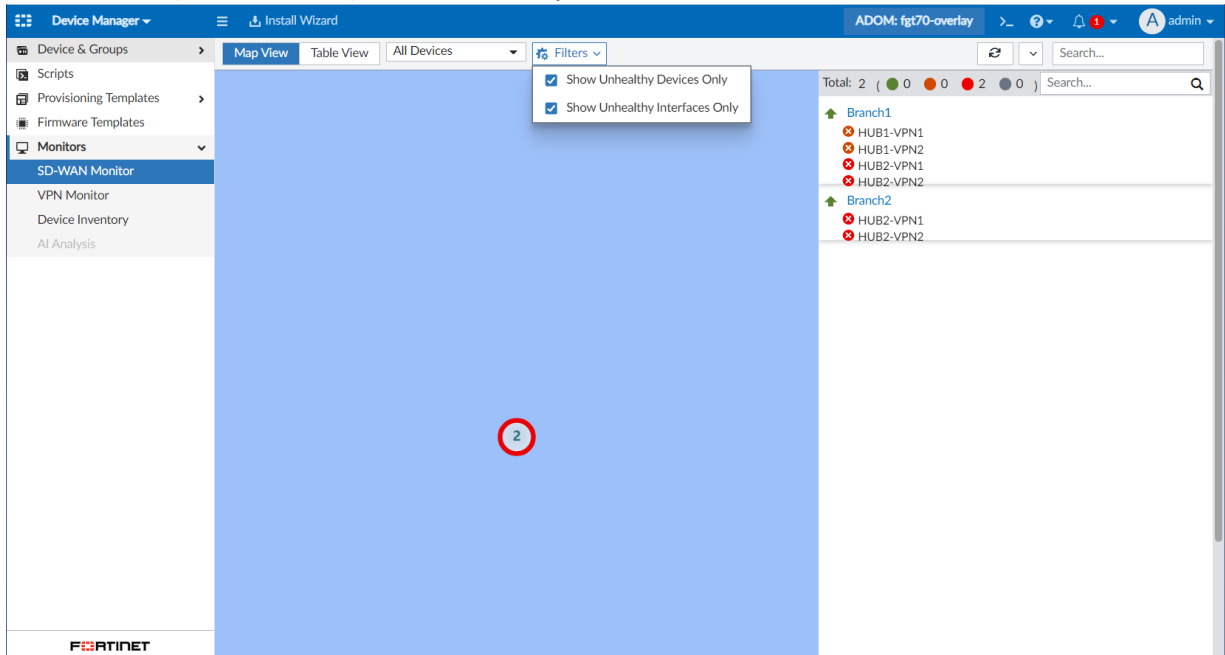 Device Manager
Install Wizard
ADOM: fgt70-overlay
>_
?
1
A
admin
Device & Groups
Scripts
Provisioning Templates
Firmware Templates
Monitors
SD-WAN Monitor
VPN Monitor
Device Inventory
AI Analysis
Map View
Table View
All Devices
Filters
Search...
Show Unhealthy Devices Only
Show Unhealthy Interfaces Only
Total: 2 ( 0 0 2 0 ) Search...
Branch1
HUB1-VPN1
HUB1-VPN2
HUB2-VPN1
HUB2-VPN2
Branch2
HUB2-VPN1
HUB2-VPN2
2
FORTINET